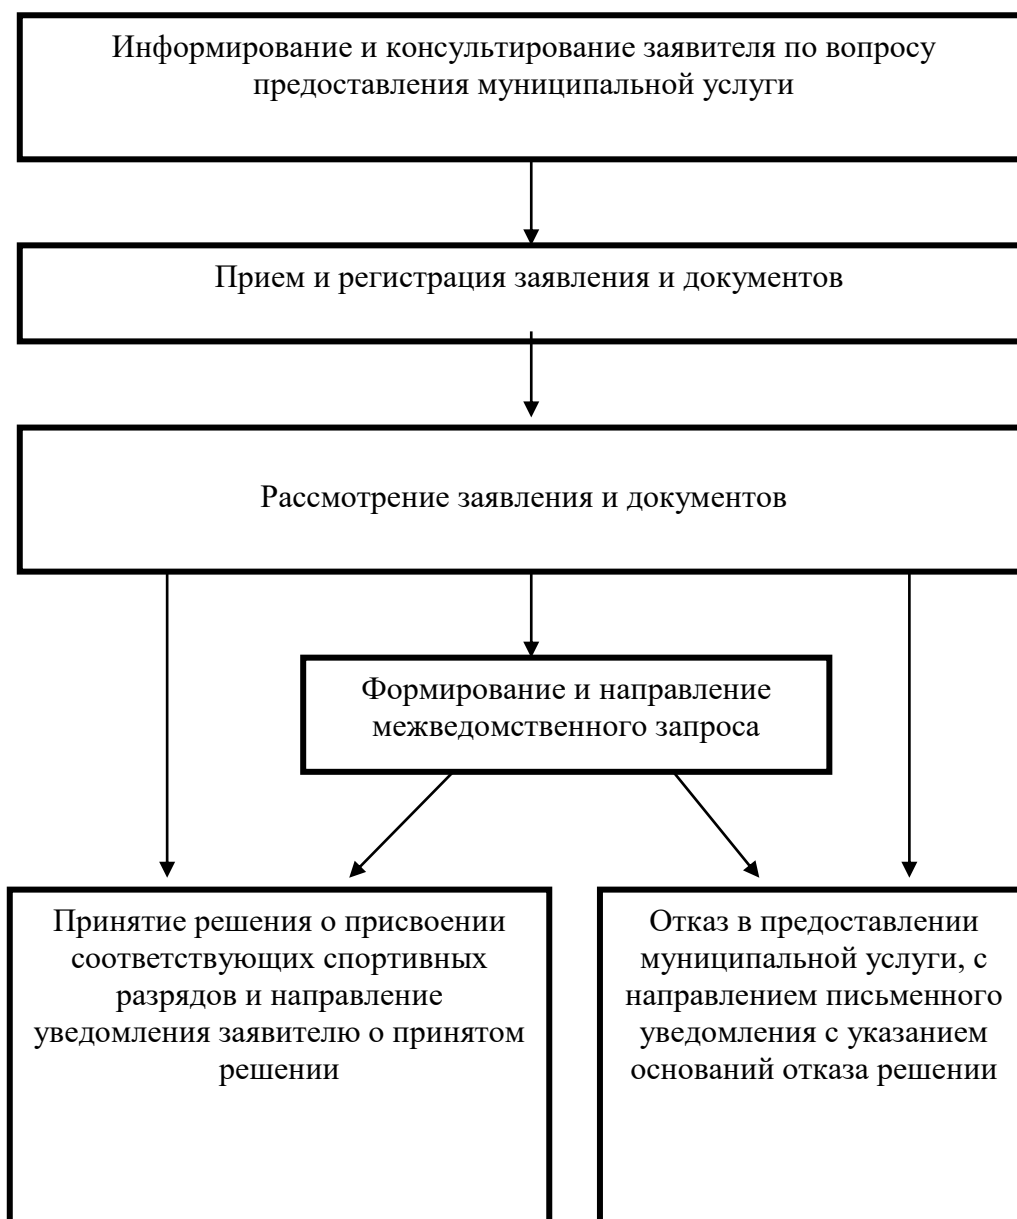 Информирование и консультирование заявителя по вопросу
предоставления муниципальной услуги
Прием и регистрация заявления и документов
Рассмотрение заявления и документов
Формирование и направление
межведомственного запроса
Принятие решения о присвоении
соответствующих спортивных
разрядов и направление
уведомления заявителю о принятом
решении
Отказ в предоставлении
муниципальной услуги, с
направлением письменного
уведомления с указанием
оснований отказа решении